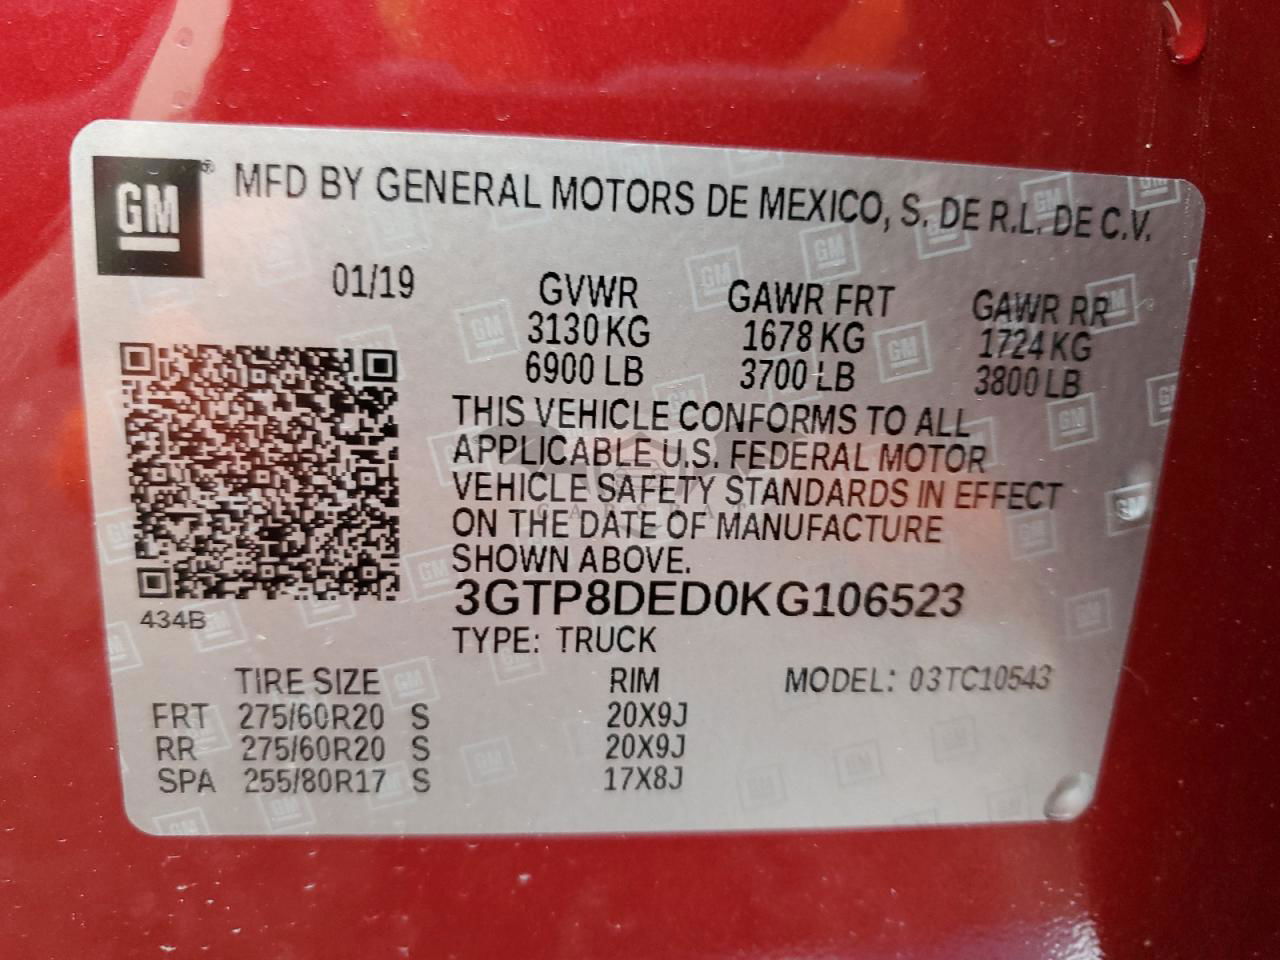 GM® MFD BY GENERAL MOTORS DE MEXICO, S. DE R.L. DE C.V.
01/19
GVWR GAWR FRT GAWR RR
3130 KG 1678 KG 1724 KG
6900 LB 3700 LB 3800 LB
THIS VEHICLE CONFORMS TO ALL
APPLICABLE U.S. FEDERAL MOTOR
VEHICLE SAFETY STANDARDS IN EFFECT
ON THE DATE OF MANUFACTURE
SHOWN ABOVE.
3GTP8DED0KG106523
434B
TYPE: TRUCK
TIRE SIZE RIM MODEL: 03TC10543
FRT 275/60R20 S 20X9J
RR 275/60R20 S 20X9J
SPA 255/80R17 S 17X8J